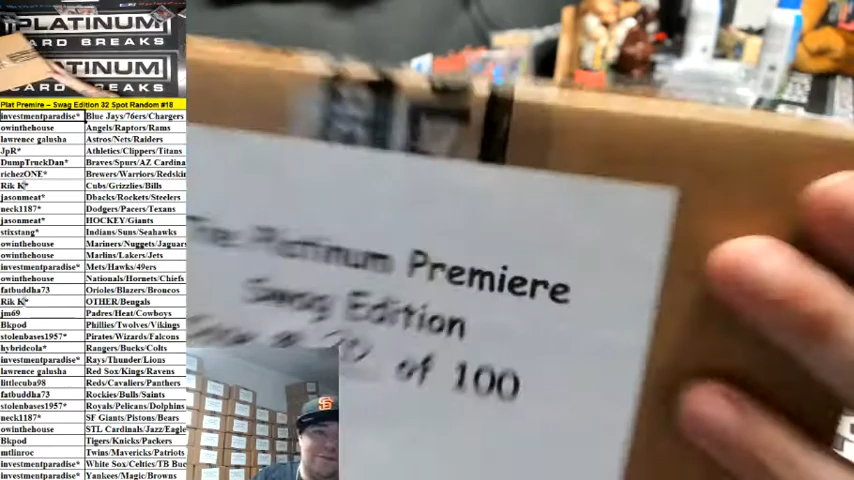 PLATINUM
CARD BREAKS
PLATINUM
CARD BREAKS
Plat Premire – Swag Edition 32 Spot Random #18
investmentparadise* Blue Jays/76ers/Chargers
owinthehouse Angels/Raptors/Rams
lawrence galusha Astros/Nets/Raiders
JpR* Athletics/Clippers/Titans
DumpTruckDan* Braves/Spurs/AZ Cardina
richezONE* Brewers/Warriors/Redskin
Rik K* Cubs/Grizzlies/Bills
jasonmeat* Dbacks/Rockets/Steelers
neck1187* Dodgers/Pacers/Texans
jasonmeat* HOCKEY/Giants
stixstang* Indians/Suns/Seahawks
owinthehouse Mariners/Nuggets/Jaguars
owinthehouse Marlins/Lakers/Jets
investmentparadise* Mets/Hawks/49ers
owinthehouse Nationals/Hornets/Chiefs
fatbuddha73 Orioles/Blazers/Broncos
Rik K* OTHER/Bengals
jm69 Padres/Heat/Cowboys
Bkpod Phillies/Twolves/Vikings
stolenbases1957* Pirates/Wizards/Falcons
hybridcola* Rangers/Bucks/Colts
investmentparadise* Rays/Thunder/Lions
lawrence galusha Red Sox/Kings/Ravens
littlecuba98 Reds/Cavaliers/Panthers
fatbuddha73 Rockies/Bulls/Saints
stolenbases1957* Royals/Pelicans/Dolphins
neck1187* SF Giants/Pistons/Bears
owinthehouse STL Cardinals/Jazz/Eagle
Bkpod Tigers/Knicks/Packers
mtlinroc Twins/Mavericks/Patriots
investmentparadise* White Sox/Celtics/TB Buc
investmentparadise* Yankees/Magic/Browns
The Platinum Premiere
Swag Edition
of 100